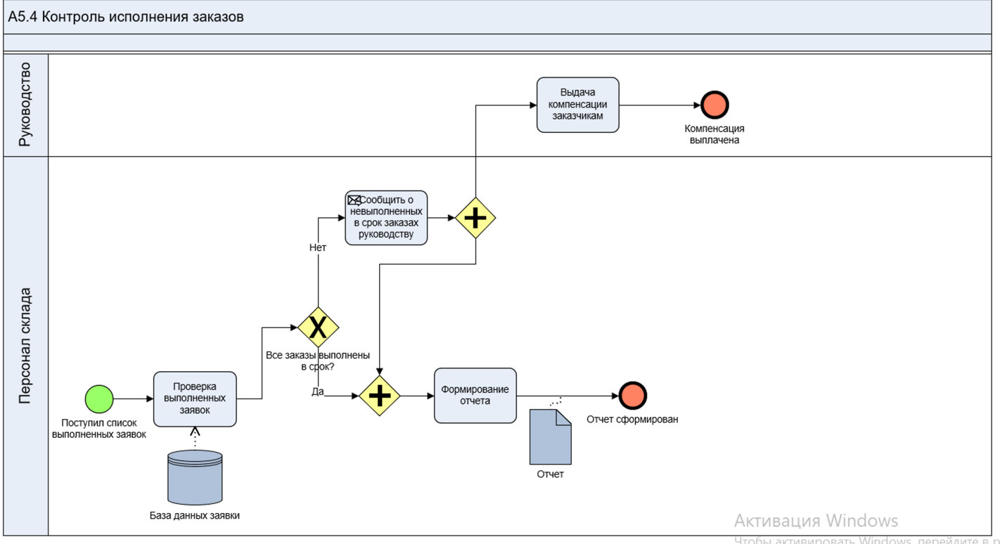 А5.4 Контроль исполнения заказов
Руководство
Выдача
компенсации
заказчикам
Компенсация
выплачена
Персонал склада
Сообщить о
невыполненных
в срок заказах
руководству
Нет
X
Все заказы выполнены
в срок?
Да
Поступил список
выполненных заявок
Проверка
выполненных
заявок
База данных заявки
Формирование
отчета
Отчет
Отчет сформирован
Активация Windows
Чтобы активировать Windows, перейдите в